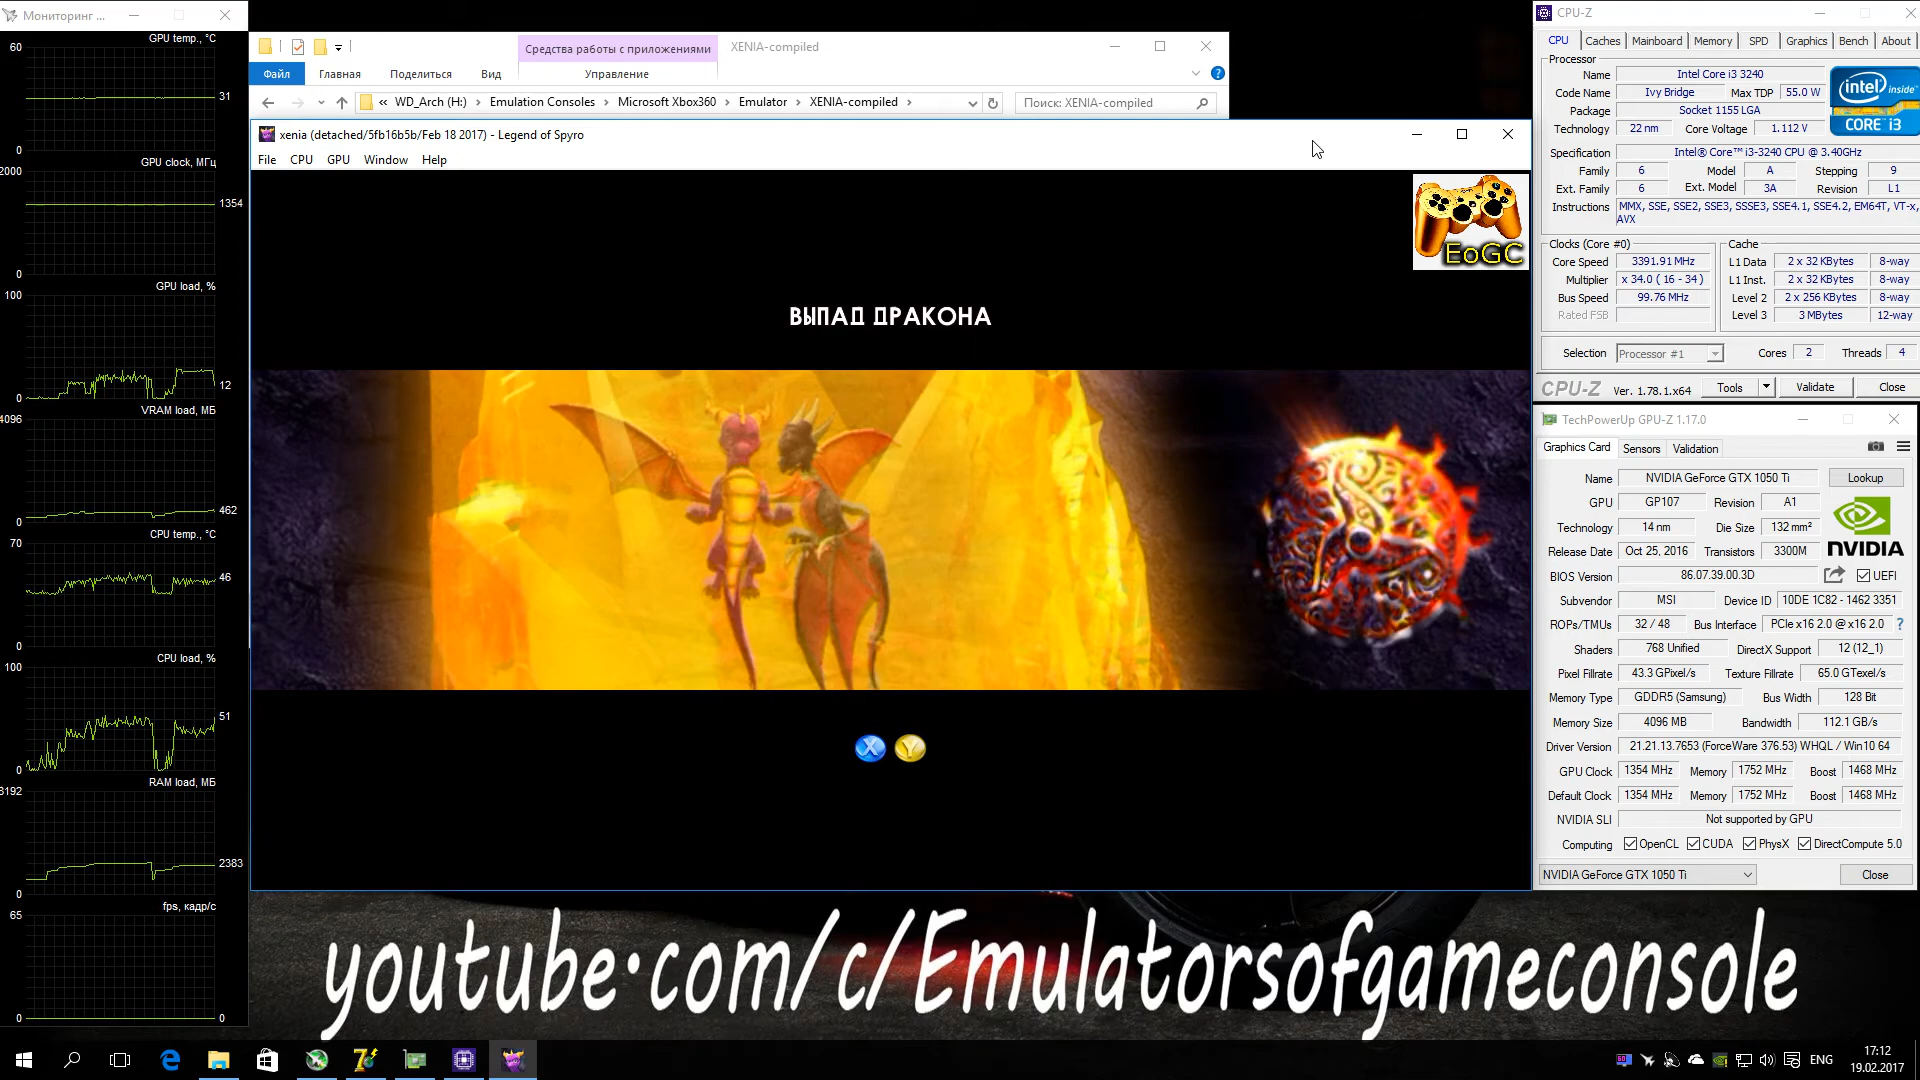 Мониторинг ...
GPU temp., °C
60
31
0
GPU clock, МГц
2000
1354
0
GPU load, %
100
12
0
VRAM load, МБ
4096
462
0
CPU temp., °C
70
46
0
CPU load, %
100
51
0
RAM load, МБ
8192
2383
0
fps, кадр/с
65
0
0
Средства работы с приложениями
XENIA-compiled
Файл
Главная
Поделиться
Вид
Управление
« WD_Arch (H:) › Emulation Consoles › Microsoft Xbox360 › Emulator › XENIA-compiled ›
Поиск: XENIA-compiled
xenia (detached/5fb16b5b/Feb 18 2017) - Legend of Spyro
File CPU GPU Window Help
EoGC
ВЫПАД ДРАКОНА
X Y
youtube.com/c/Emulatorsofgameconsole
CPU-Z
CPU Caches Mainboard Memory SPD Graphics Bench About
Processor
Name Intel Core i3 3240
Code Name Ivy Bridge Max TDP 55.0 W
Package Socket 1155 LGA
Technology 22 nm Core Voltage 1.112 V
intel inside™
CORE i3
Specification Intel® Core™ i3-3240 CPU @ 3.40GHz
Family 6 Model A Stepping 9
Ext. Family 6 Ext. Model 3A Revision L1
Instructions MMX, SSE, SSE2, SSE3, SSSE3, SSE4.1, SSE4.2, EM64T, VT-x,
AVX
Clocks (Core #0)
Core Speed 3391.91 MHz
Multiplier x 34.0 ( 16 - 34 )
Bus Speed 99.76 MHz
Rated FSB
Cache
L1 Data 2 x 32 KBytes 8-way
L1 Inst. 2 x 32 KBytes 8-way
Level 2 2 x 256 KBytes 8-way
Level 3 3 MBytes 12-way
Selection Processor #1 Cores 2 Threads 4
CPU-Z Ver. 1.78.1.x64 Tools Validate Close
TechPowerUp GPU-Z 1.17.0
Graphics Card Sensors Validation
Name NVIDIA GeForce GTX 1050 Ti Lookup
GPU GP107 Revision A1
Technology 14 nm Die Size 132 mm²
Release Date Oct 25, 2016 Transistors 3300M
NVIDIA
BIOS Version 86.07.39.00.3D UEFI
Subvendor MSI Device ID 10DE 1C82 - 1462 3351
ROPs/TMUs 32 / 48 Bus Interface PCIe x16 2.0 @ x16 2.0 ?
Shaders 768 Unified DirectX Support 12 (12_1)
Pixel Fillrate 43.3 GPixel/s Texture Fillrate 65.0 GTexel/s
Memory Type GDDR5 (Samsung) Bus Width 128 Bit
Memory Size 4096 MB Bandwidth 112.1 GB/s
Driver Version 21.21.13.7653 (ForceWare 376.53) WHQL / Win10 64
GPU Clock 1354 MHz Memory 1752 MHz Boost 1468 MHz
Default Clock 1354 MHz Memory 1752 MHz Boost 1468 MHz
NVIDIA SLI Not supported by GPU
Computing OpenCL CUDA PhysX DirectCompute 5.0
NVIDIA GeForce GTX 1050 Ti Close
ENG
17:12
19.02.2017